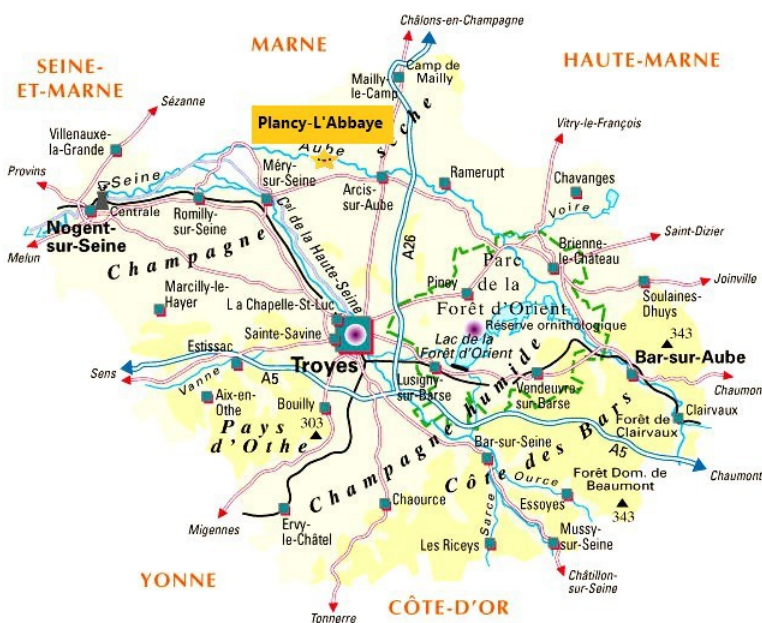 Châlons-en-Champagne
MARNE
HAUTE-MARNE
SEINE-
ET-MARNE
Camp de
Mailly
Mailly-
le-Camp
Sézanne
Plancy-L'Abbaye
Vitry-le-François
Villenauxe-
la-Grande
Aube
sèche
Provins
Seine
Méry-
sur-Seine
Arcis-
sur-Aube
Ramerupt
Chavanges
Centrale
Nogent-
sur-Seine
Romilly-
sur-Seine
Voire
Melun
Champagne
Cal de la Haute-Seine
A26
Saint-Dizier
Brienne-
le-Château
Parc
de la
Forêt d'Orient
Piney
Joinville
Soulaines-
Dhuys
Marcilly-le-
Hayer
La Chapelle-St-Luc
Sainte-Savine
Réserve ornithologique
343
Troyes
Lac de la
Forêt d'Orient
Bar-sur-Aube
Estissac
Sens
Vanne
A5
Lusigny-
sur-Barse
Vendeuvre-
sur-Barse
Chaumont
Aix-en-
Othe
Bouilly
303
Pays
d'Othe
Champagne humide
Côte des Bars
Forêt de
Clairvaux
Clairvaux
Bar-sur-Seine
A5
Chaumont
Forêt Dom. de
Beaumont
343
Ource
Essoyes
Migennes
Ervy-
le-Châtel
Chaource
Sarce
Les Riceys
Mussy-
sur-Seine
YONNE
Châtillon-
sur-Seine
Tonnerre
CÔTE-D'OR